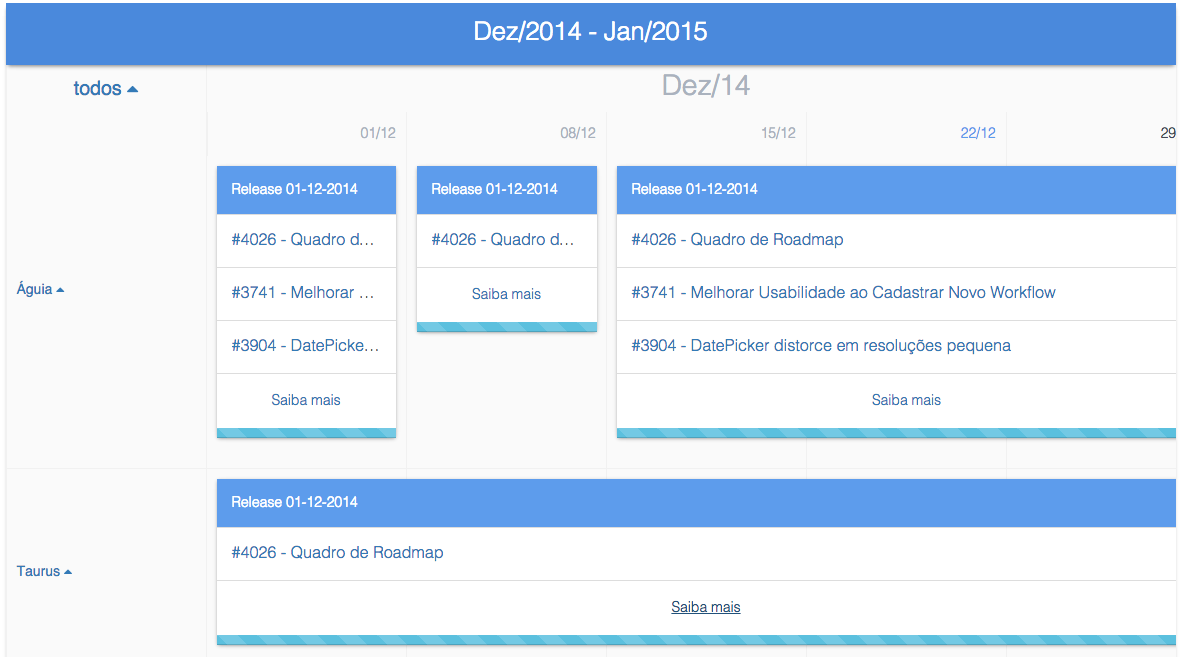 Dez/2014 - Jan/2015
todos
Dez/14
01/12
08/12
15/12
22/12
29
Águia
Release 01-12-2014
#4026 - Quadro d...
#3741 - Melhorar ...
#3904 - DatePicke...
Saiba mais
Release 01-12-2014
#4026 - Quadro d...
Saiba mais
Release 01-12-2014
#4026 - Quadro de Roadmap
#3741 - Melhorar Usabilidade ao Cadastrar Novo Workflow
#3904 - DatePicker distorce em resoluções pequena
Saiba mais
Taurus
Release 01-12-2014
#4026 - Quadro de Roadmap
Saiba mais